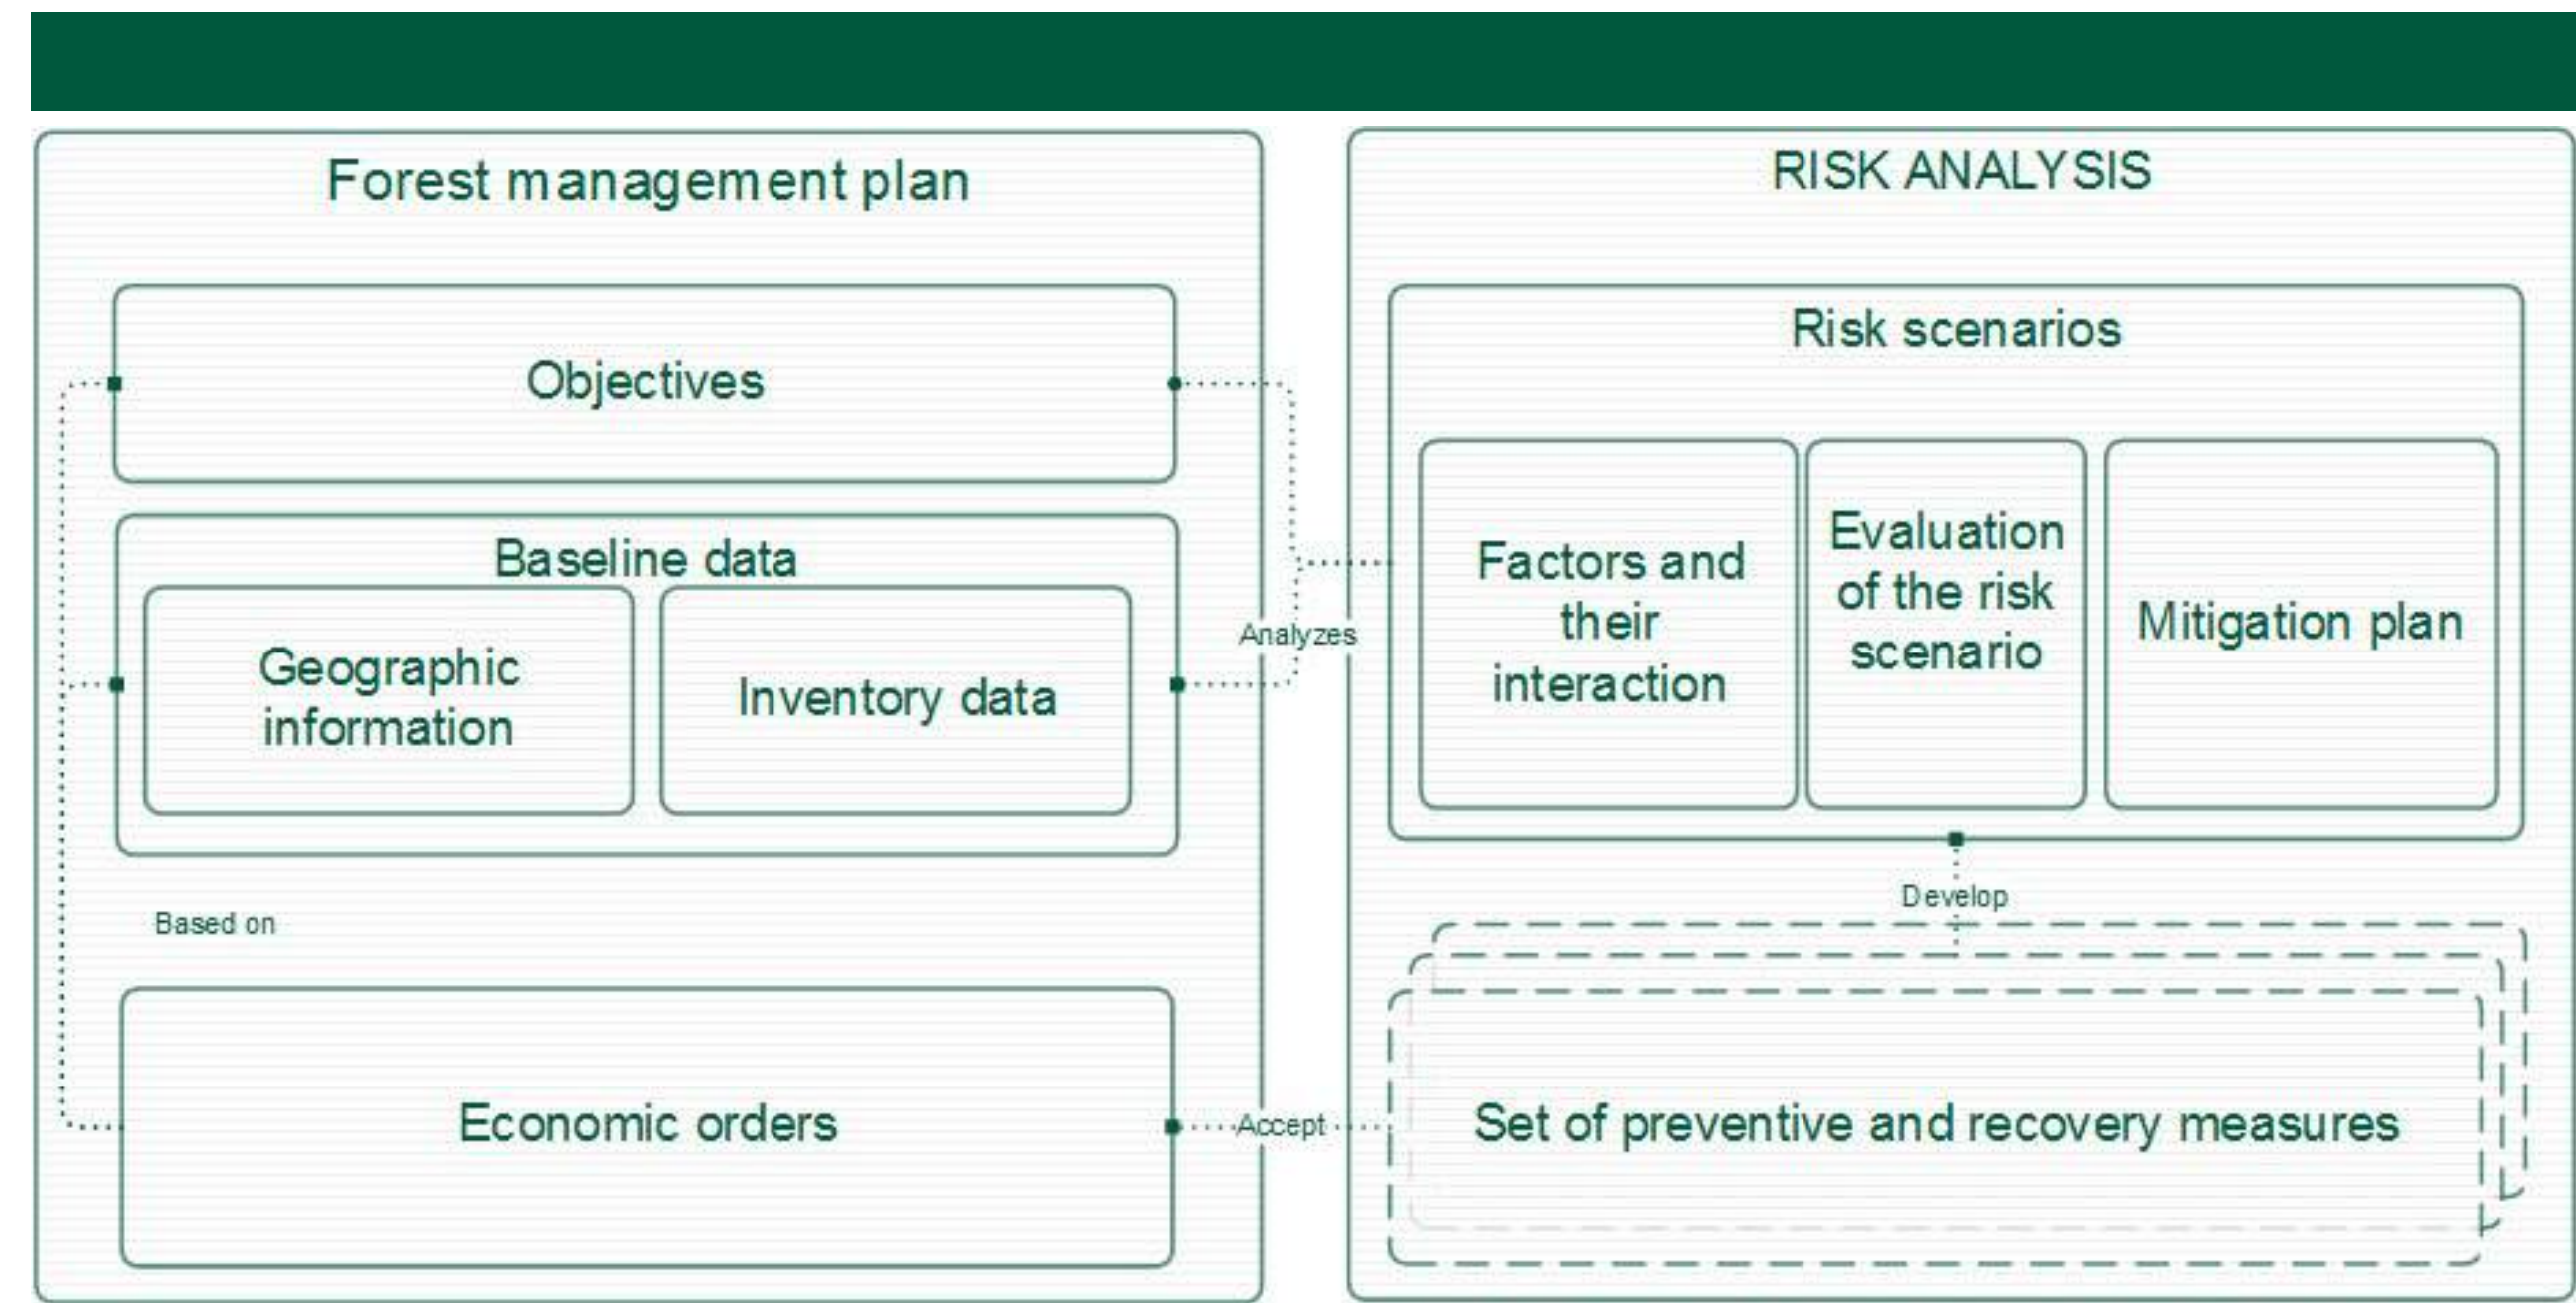 Forest management plan
Objectives
Baseline data
Geographic
information
Inventory data
Based on
Economic orders
Analyzes
Accept
RISK ANALYSIS
Risk scenarios
Factors and
their
interaction
Evaluation
of the risk
scenario
Mitigation plan
Develop
Set of preventive and recovery measures